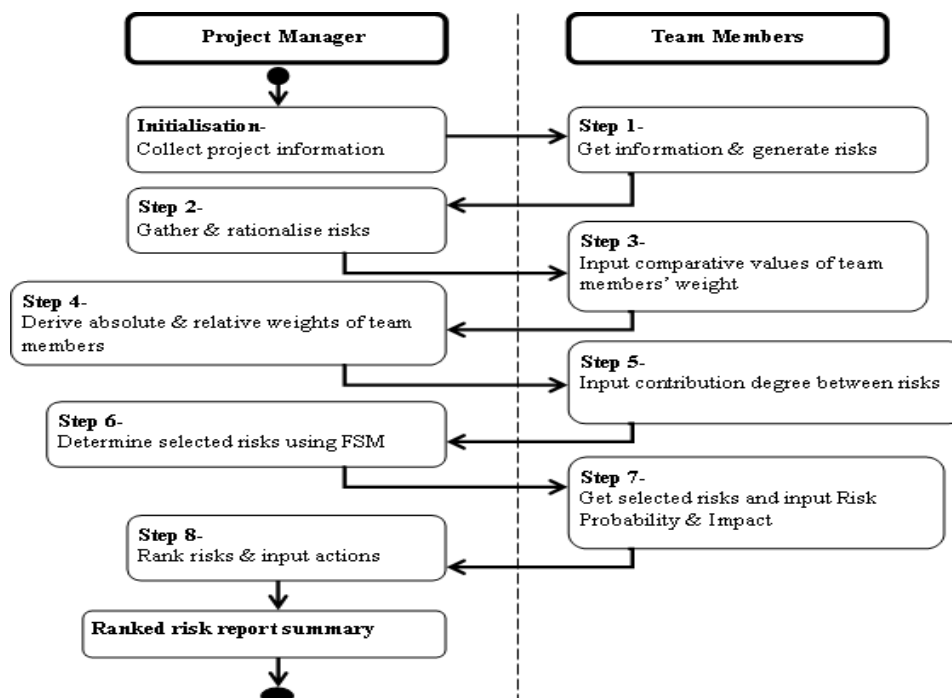 Project Manager
Team Members
Initialisation-
Collect project information
Step 1-
Get information & generate risks
Step 2-
Gather & rationalise risks
Step 3-
Input comparative values of team
members' weight
Step 4-
Derive absolute & relative weights of team
members
Step 5-
Input contribution degree between risks
Step 6-
Determine selected risks using FSM
Step 7-
Get selected risks and input Risk
Probability & Impact
Step 8-
Rank risks & input actions
Ranked risk report summary